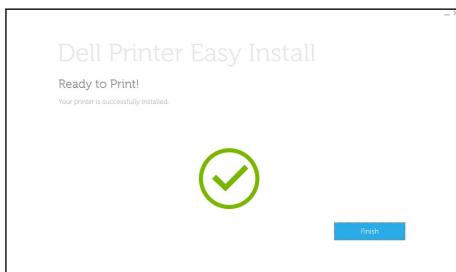 Dell Printer Easy Install
Ready to Print!
Your printer is successfully installed.
Finish